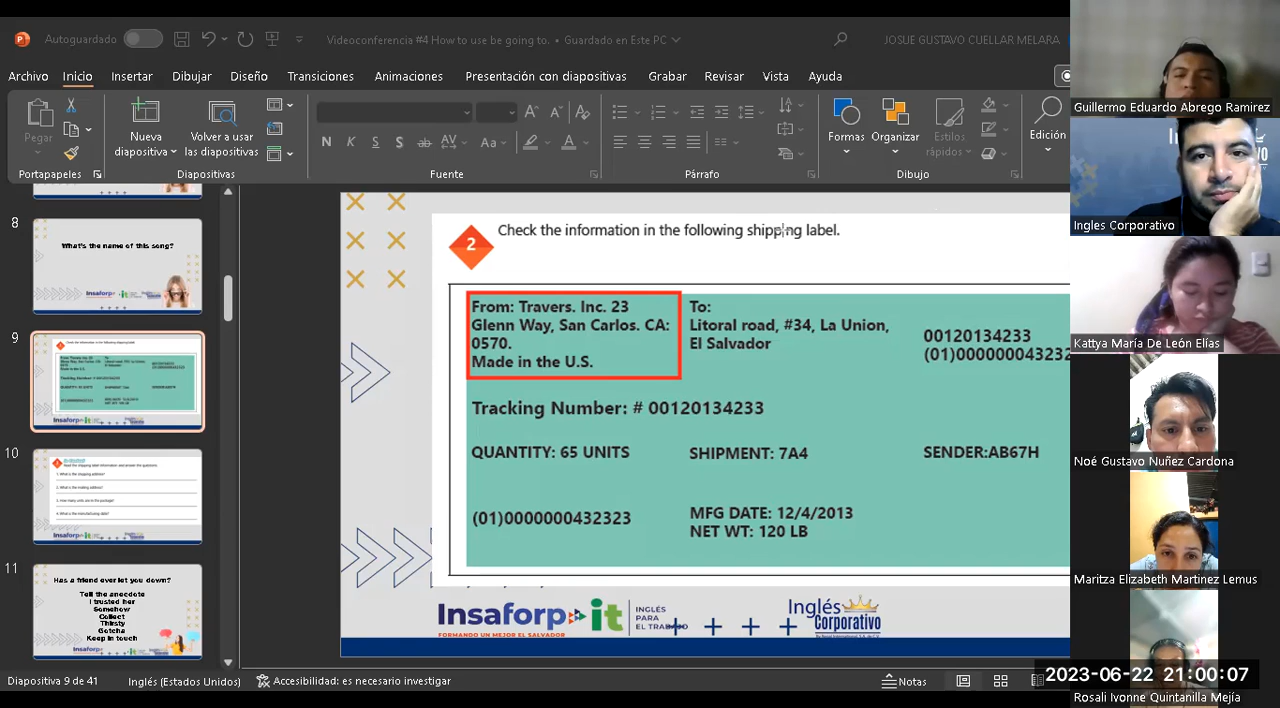 Autoguardado
Videoconferencia #4 How to use be going to. • Guardado en Este PC
JOSUE GUSTAVO CUELLAR MELARA
Archivo Inicio Insertar Dibujar Diseño Transiciones Animaciones Presentación con diapositivas Grabar Revisar Vista Ayuda
Pegar
Nueva diapositiva
Volver a usar las diapositivas
N K S S ab AV Aa A
Formas
Organizar
Estilos rápidos
Edición
Portapapeles
Diapositivas
Fuente
Párrafo
Dibujo
8
What's the name of this song?
9
10
11
Has a friend ever let you down?
Tell the anecdote
I trusted her
Somehow
Collect
Thirsty
Gotcha
Keep in touch
2
Check the information in the following shipping label.
From: Travers. Inc. 23
Glenn Way, San Carlos. CA:
0570.
Made in the U.S.
To:
Litoral road, #34, La Union,
El Salvador
00120134233
(01)0000000432323
Tracking Number: # 00120134233
QUANTITY: 65 UNITS
SHIPMENT: 7A4
SENDER:AB67H
(01)0000000432323
MFG DATE: 12/4/2013
NET WT: 120 LB
Insaforp it
FORMANDO UN MEJOR EL SALVADOR
INGLÉS
PARA
EL TRABAJO
Inglés
Corporativo
Diapositiva 9 de 41
Inglés (Estados Unidos)
Accesibilidad: es necesario investigar
Notas
Guillermo Eduardo Abrego Ramirez
Ingles Corporativo
Kattya María De León Elías
Noé Gustavo Nuñez Cardona
Maritza Elizabeth Martinez Lemus
2023-06-22 21:00:07
Rosali Ivonne Quintanilla Mejía